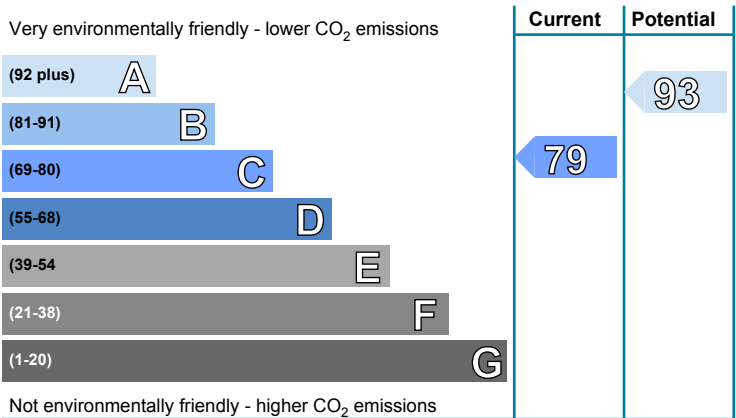 Current Potential
Very environmentally friendly - lower CO2 emissions
(92 plus) A
93
(81-91) B
(69-80) C
79
(55-68) D
(39-54 E
(21-38) F
(1-20) G
Not environmentally friendly - higher CO2 emissions